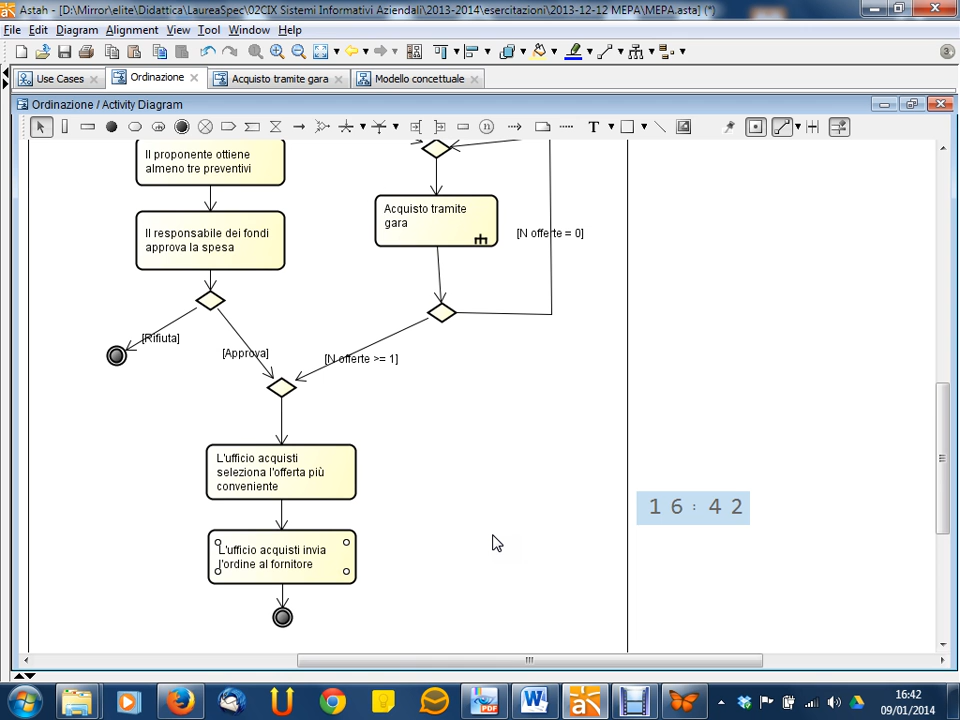 Astah - [D:\Mirror\elite\Didattica\LaureaSpec\02CIX Sistemi Informativi Aziendali\2013-2014\esercitazioni\2013-12-12 MEPA\MEPA.asta] (*)
File Edit Diagram Alignment View Tool Window Help
3
Use Cases Ordinazione Acquisto tramite gara Modello concettuale
Ordinazione / Activity Diagram
T
Il proponente ottiene
almeno tre preventivi
Acquisto tramite
gara
Il responsabile dei fondi
approva la spesa
[N offerte = 0]
[Rifiuta]
[Approva]
[N offerte >= 1]
L'ufficio acquisti
seleziona l'offerta più
conveniente
16:42
L'ufficio acquisti invia
l'ordine al fornitore
PDF
16:42
09/01/2014